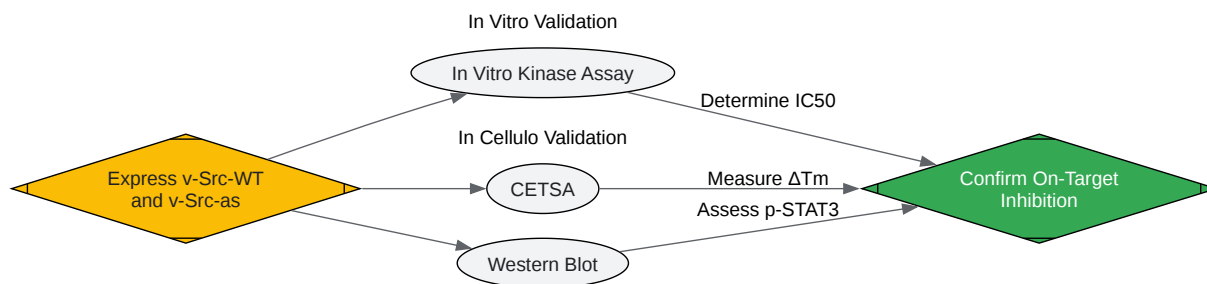 In Vitro Validation
In Vitro Kinase Assay
Determine IC50
In Cellulo Validation
Express v-Src-WT
and v-Src-as
CETSA
Measure ΔTm
Confirm On-Target
Inhibition
Assess p-STAT3
Western Blot